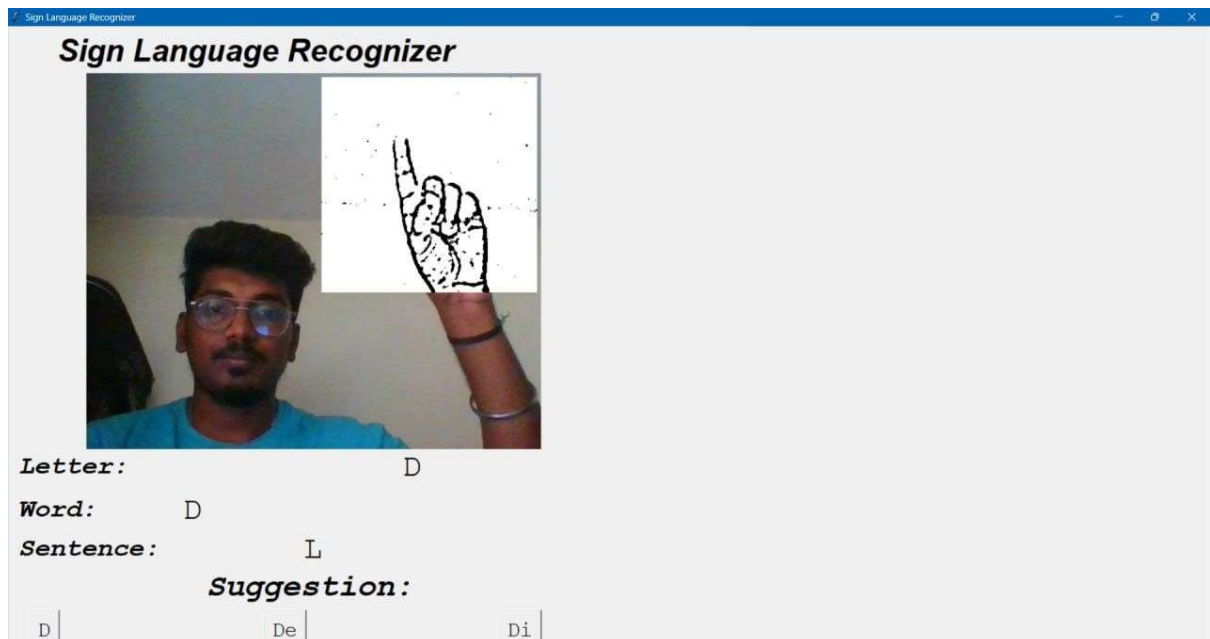 Sign Language Recognizer
Sign Language Recognizer
Letter: D
Word: D
Sentence: L
Suggestion:
D De Di